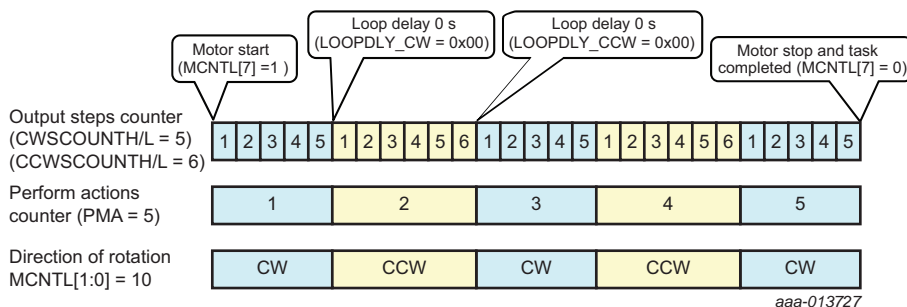 Motor start
(MCNTL[7] =1 )
Loop delay 0 s
(LOOPDLY_CW = 0x00)
Loop delay 0 s
(LOOPDLY_CCW = 0x00)
Motor stop and task
completed (MCNTL[7] = 0)
Output steps counter
(CWSCOUNTH/L = 5)
(CCWSCOUNTH/L = 6)
1 2 3 4 5 1 2 3 4 5 6 1 2 3 4 5 1 2 3 4 5 6 1 2 3 4 5
Perform actions
counter (PMA = 5)
1 2 3 4 5
Direction of rotation
MCNTL[1:0] = 10
CW CCW CW CCW CW
aaa-013727